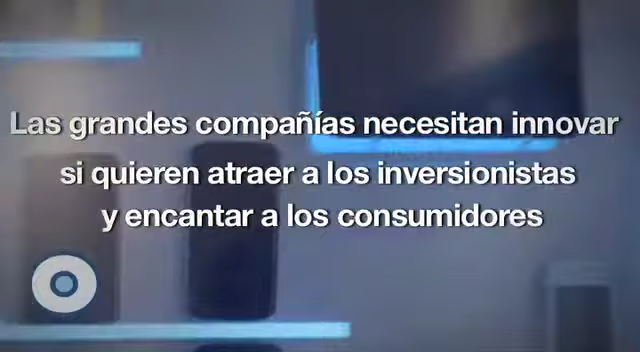 Las grandes compañías necesitan innovar
si quieren atraer a los inversionistas
y encantar a los consumidores